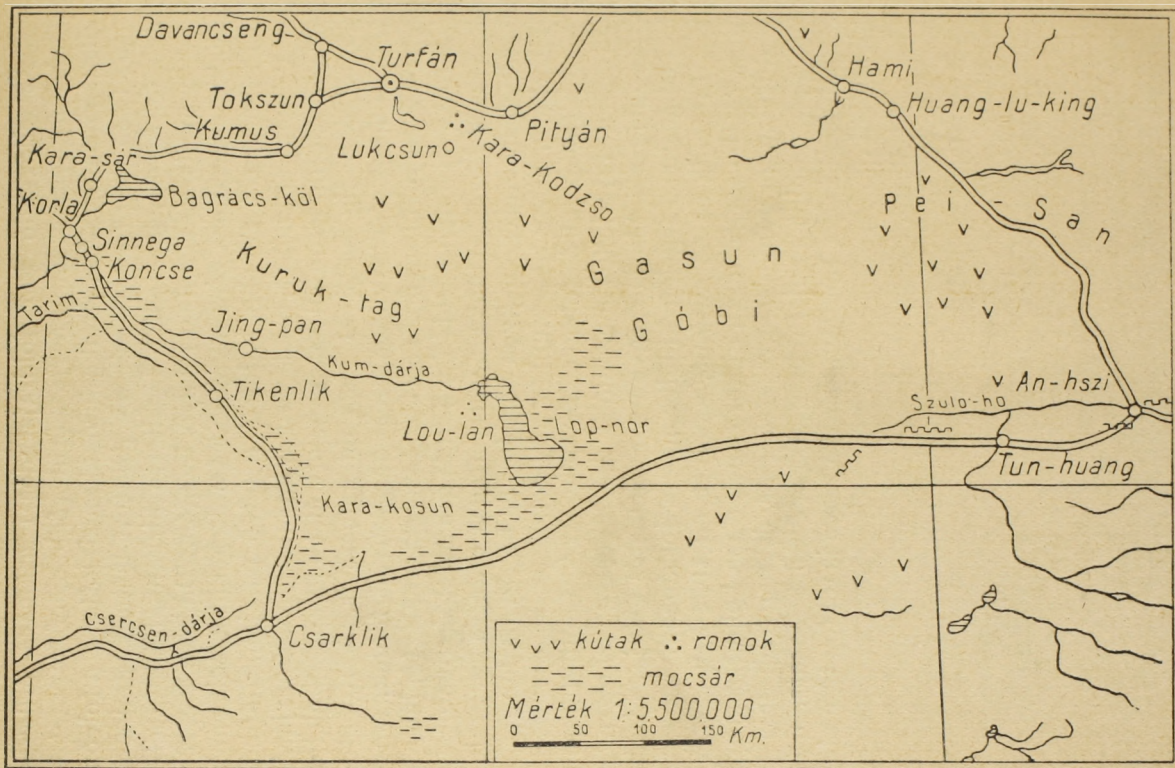 Davancseng
Turfán
Hami
Tokszun
Huang-lu-king
Kumus
Pityán
Lukcsun
Kara-Kodzso
Kara-sár
Bagrács-köl
Korla
Pei-San
Sinnega
Koncse
Kuruk-tag
Gasun
Góbi
Tarim
Jing-pan
Kum-dárja
Tikenlik
An-hszi
Szulo-ho
Lou-lan
Lop-nor
Tun-huang
Kara-kosun
Csercsen-dárja
Csarklik
kútak romok
mocsár
Mérték 1:5,500,000
0 50 100 150 Km.